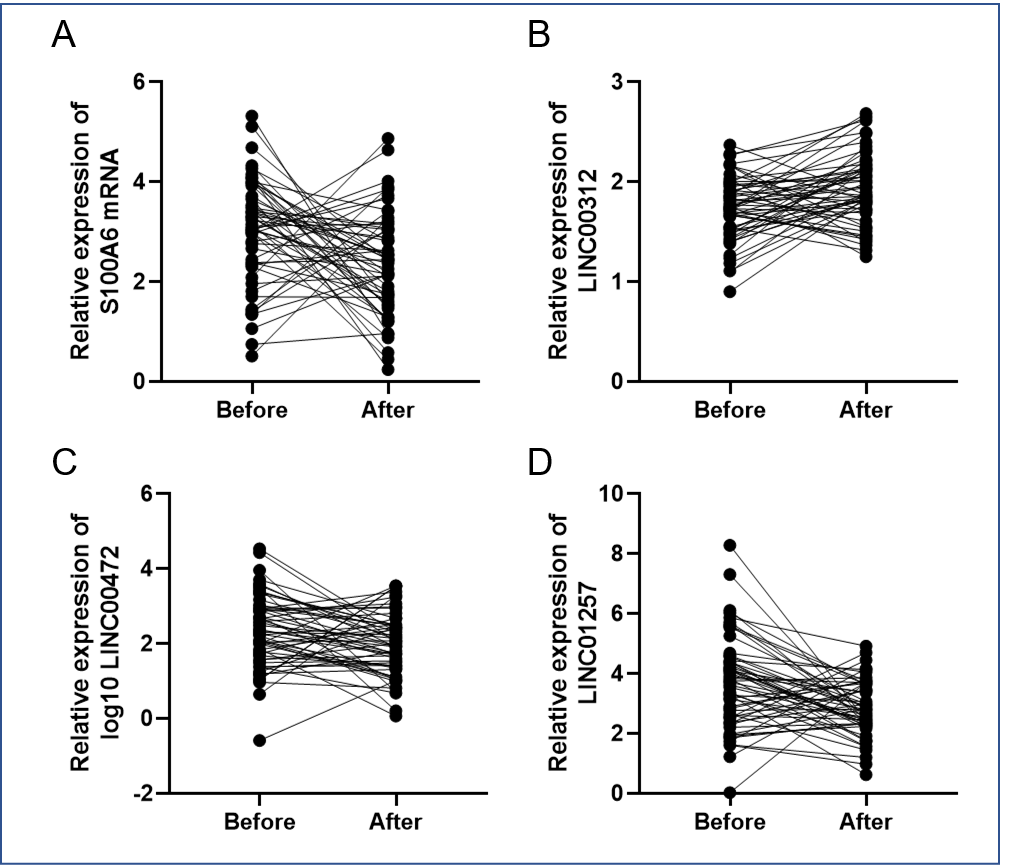 A
Relative expression of
S100A6 mRNA
6
4
2
0
Before After
B
Relative expression of
LINC00312
3
2
1
0
Before After
C
Relative expression of
log10 LINC00472
6
4
2
0
-2
Before After
D
Relative expression of
LINC01257
10
8
6
4
2
0
Before After